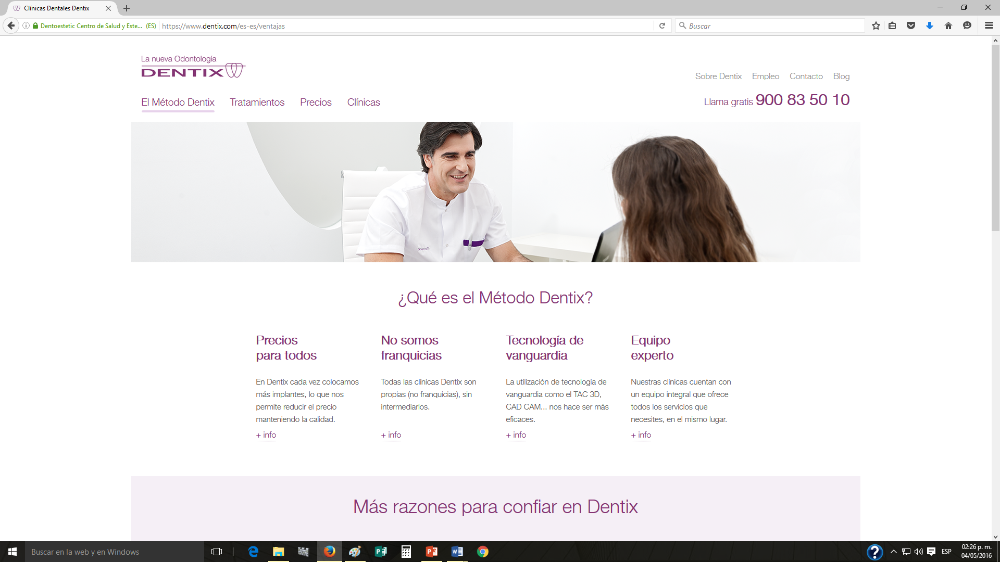 Clínicas Dentales Dentix
Dentoestetic Centro de Salud y Este... (ES)
https://www.dentix.com/es-es/ventajas
Buscar
La nueva Odontología
DENTIX
Sobre Dentix Empleo Contacto Blog
El Método Dentix Tratamientos Precios Clínicas
Llama gratis 900 83 50 10
DENTIX
¿Qué es el Método Dentix?
Precios
para todos
En Dentix cada vez colocamos
más implantes, lo que nos
permite reducir el precio
manteniendo la calidad.
+ info
No somos
franquicias
Todas las clínicas Dentix son
propias (no franquicias), sin
intermediarios.
+ info
Tecnología de
vanguardia
La utilización de tecnología de
vanguardia como el TAC 3D,
CAD CAM... nos hace ser más
eficaces.
+ info
Equipo
experto
Nuestras clínicas cuentan con
un equipo integral que ofrece
todos los servicios que
necesites, en el mismo lugar.
+ info
Más razones para confiar en Dentix
Buscar en la web y en Windows
ESP
02:26 p. m.
04/05/2016